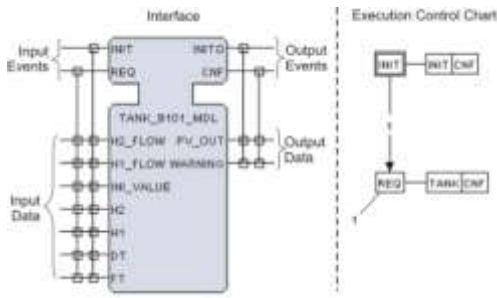 Interface
Execution Control Chart
Input
Events
INIT
INITO
REQ
CNF
Output
Events
TANK_B101_MDL
H2_FLOW PV_OUT
H1_FLOW WARNING
INI_VALUE
H2
H1
DT
FT
Input
Data
Output
Data
INIT
INIT CNF
1
REQ
TANK CNF
1